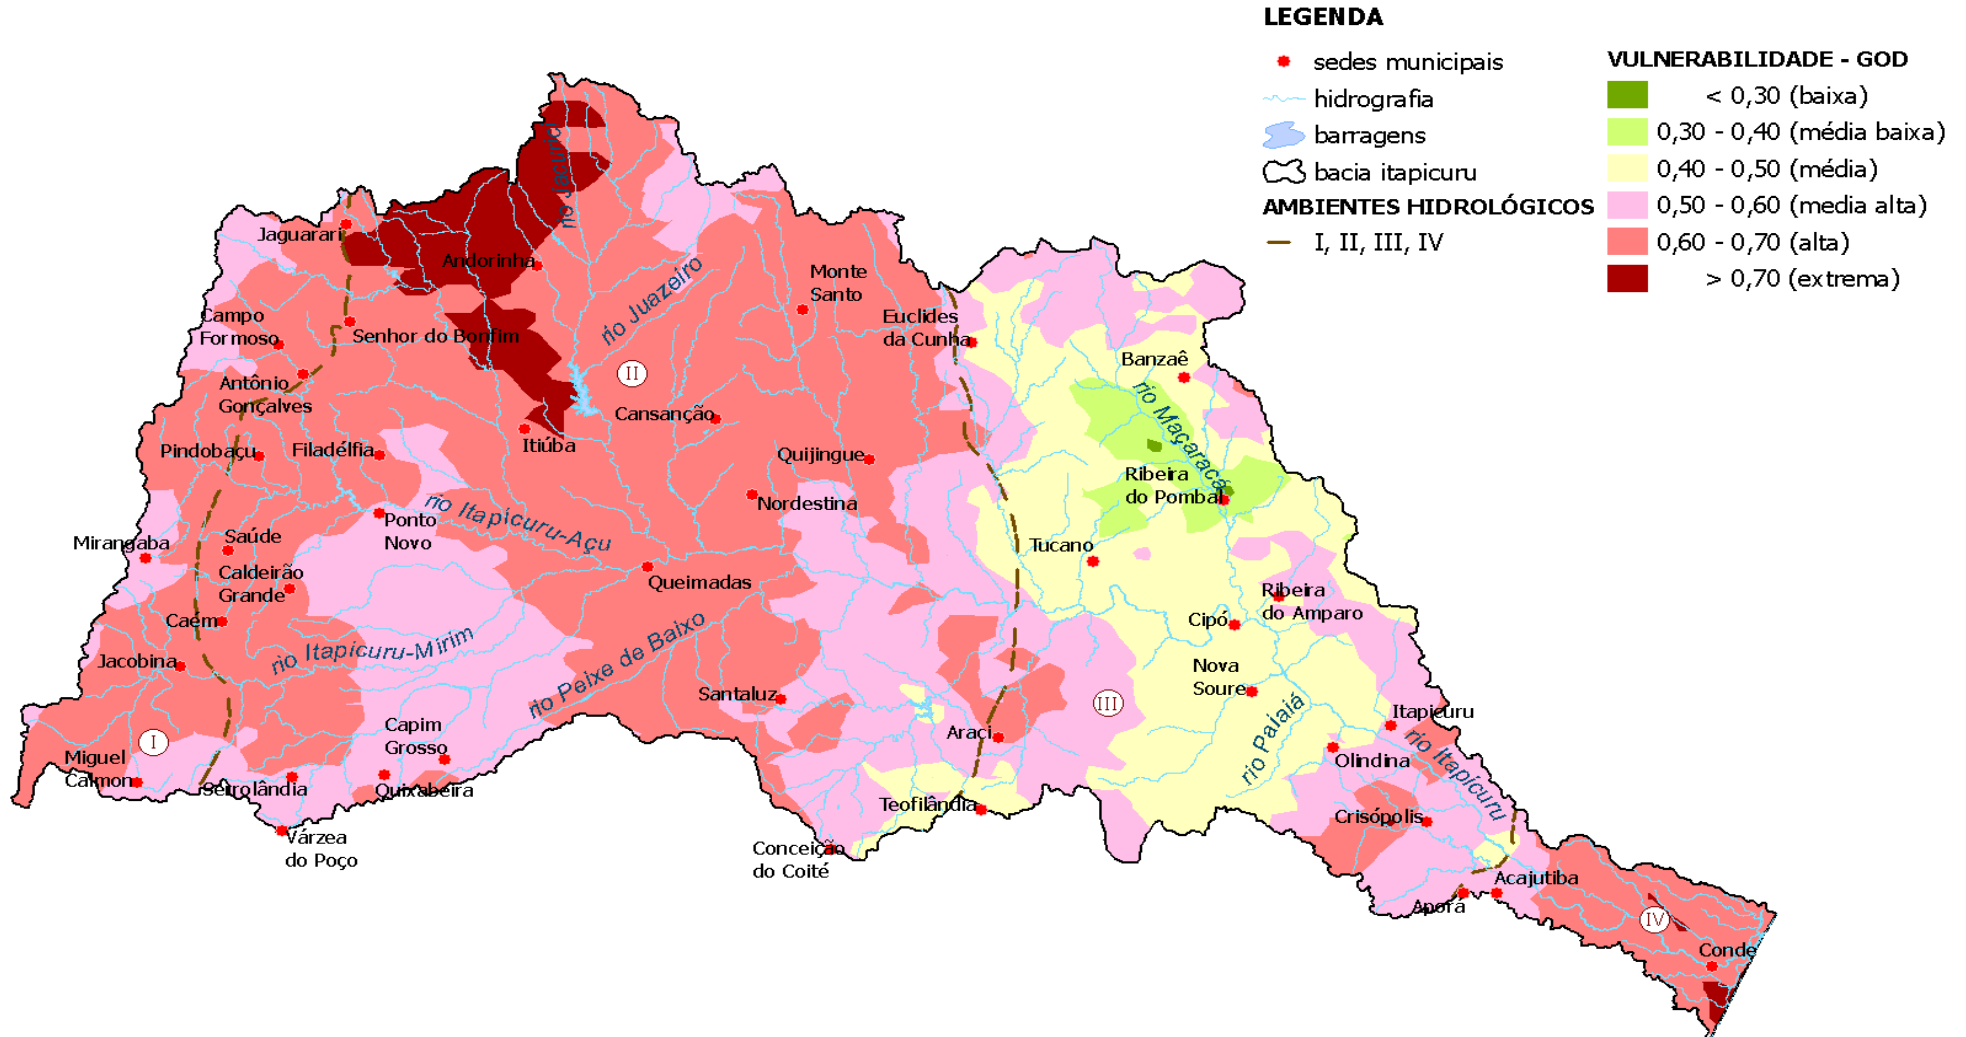 LEGENDA
sedes municipais
hidrografia
barragens
bacia itapicuru
AMBIENTES HIDROLÓGICOS
I, II, III, IV
VULNERABILIDADE - GOD
< 0,30 (baixa)
0,30 - 0,40 (média baixa)
0,40 - 0,50 (média)
0,50 - 0,60 (media alta)
0,60 - 0,70 (alta)
> 0,70 (extrema)
rio Jacurici
Jaguarari
Andorinha
rio Juazeiro
Monte
Santo
Campo
Formoso
Senhor do Bonfim
Euclides
da Cunha
Banzaê
II
Antônio
Gonçalves
Cansanção
rio Maçaracá
Pindobaçu
Filadélfia
Itiúba
Quijingue
Ribeira
do Pombal
Nordestina
rio Itapicuru-Açu
Ponto
Novo
Mirangaba
Saúde
Tucano
Caldeirão
Grande
Queimadas
Ribeira
do Amparo
Caém
Cipó
rio Itapicuru-Mirim
rio Peixe de Baixo
Jacobina
Nova
Soure
Santaluz
III
rio Palaiá
Itapicuru
Capim
Grosso
Araci
I
Miguel
Calmon
rio Itapicuru
Olindina
Serrolândia
Quixabeira
Teofilândia
Crisópolis
Várzea
do Poço
Conceição
do Coité
Acajutiba
Aporá
IV
Conde